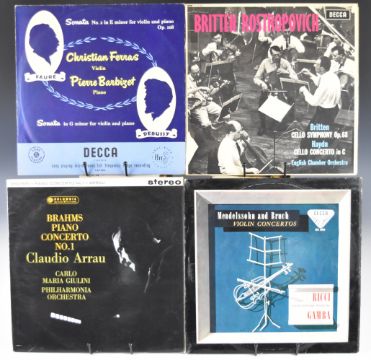 Sonata No. 2 in E minor for violin and piano
Op. 108
Christian Ferras
Violin
Pierre Barbizet
Piano
FAURÉ
DEBUSSY
Sonata in G minor for violin and piano
DECCA
BRITTEN ROSTROPOVICH
DECCA
Britten
CELLO SYMPHONY Op. 68
Haydn
CELLO CONCERTO in C
English Chamber Orchestra
stereo
COLUMBIA
BRAHMS
PIANO
CONCERTO
NO.1
Claudio Arrau
CARLO
MARIA GIULINI
PHILHARMONIA
ORCHESTRA
Mendelssohn and Bruch
VIOLIN CONCERTOS
DECCA
RICCI
GAMBA